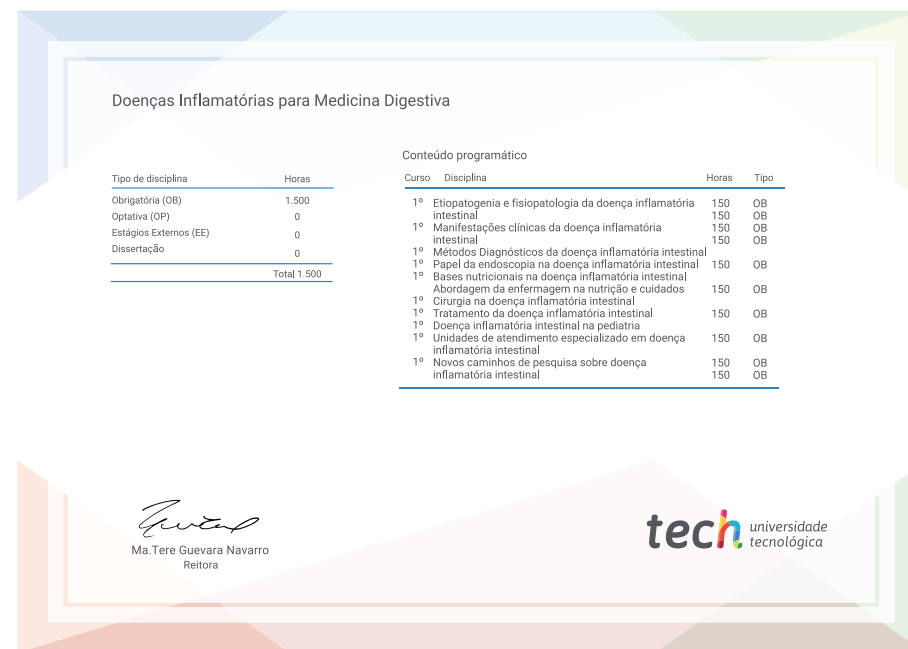 Doenças Inflamatórias para Medicina Digestiva
Tipo de disciplina Horas
Obrigatória (OB) 1.500
Optativa (OP) 0
Estágios Externos (EE) 0
Dissertação 0
Total 1.500
Conteúdo programático
Curso Disciplina Horas Tipo
1º Etiopatogenia e fisiopatologia da doença inflamatória 150 OB
intestinal 150 OB
1º Manifestações clínicas da doença inflamatória 150 OB
intestinal 150 OB
1º Métodos Diagnósticos da doença inflamatória intestinal
1º Papel da endoscopia na doença inflamatória intestinal 150 OB
1º Bases nutricionais na doença inflamatória intestinal
Abordagem da enfermagem na nutrição e cuidados 150 OB
1º Cirurgia na doença inflamatória intestinal
1º Tratamento da doença inflamatória intestinal 150 OB
1º Doença inflamatória intestinal na pediatria
1º Unidades de atendimento especializado em doença 150 OB
inflamatória intestinal
1º Novos caminhos de pesquisa sobre doença 150 OB
inflamatória intestinal 150 OB
Ma.Tere Guevara Navarro
Reitora
tech universidade
tecnológica